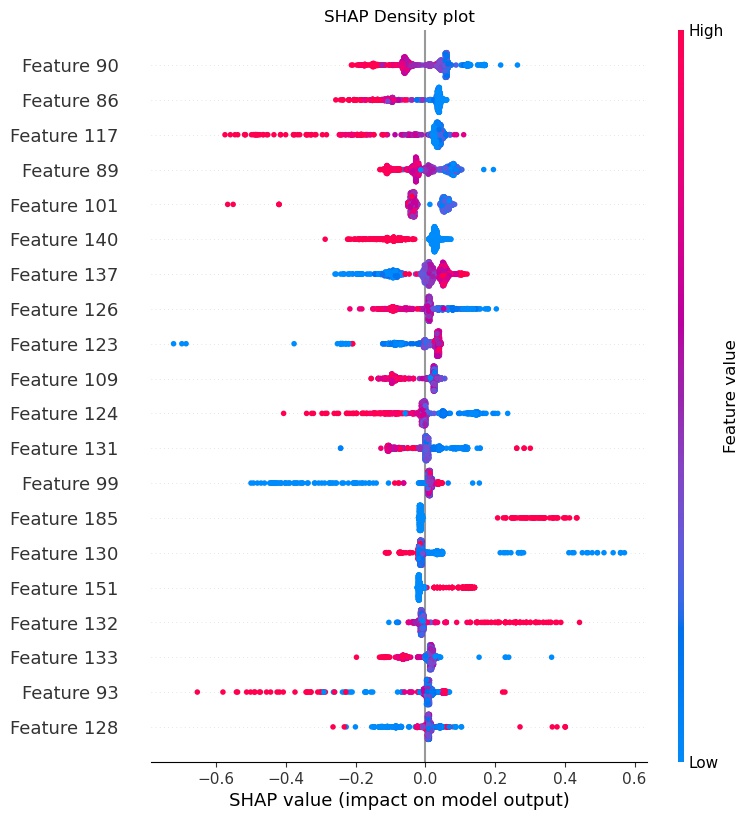 SHAP Density plot
High
Feature 90
Feature 86
Feature 117
Feature 89
Feature 101
Feature 140
Feature 137
Feature 126
Feature 123
Feature 109
Feature 124
Feature 131
Feature 99
Feature 185
Feature 130
Feature 151
Feature 132
Feature 133
Feature 93
Feature 128
Feature value
Low
−0.6 −0.4 −0.2 0.0 0.2 0.4 0.6
SHAP value (impact on model output)